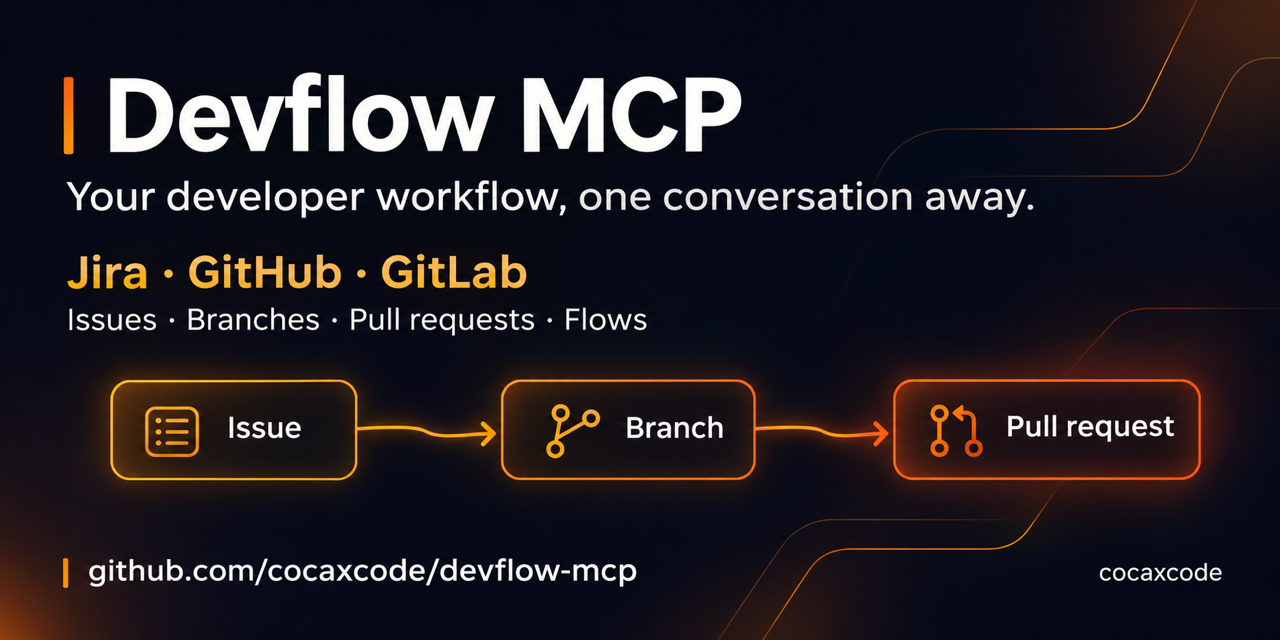 Devflow MCP
Your developer workflow, one conversation away.
Jira · GitHub · GitLab
Issues · Branches · Pull requests · Flows
Issue
Branch
Pull request
github.com/cocaxcode/devflow-mcp
cocaxcode